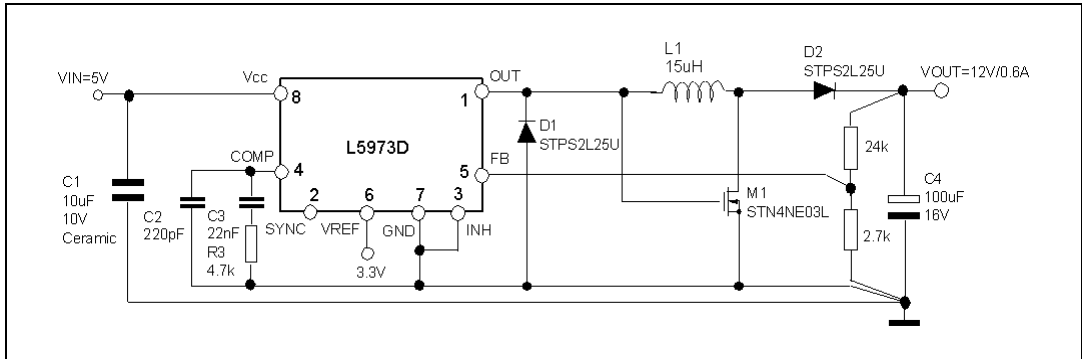 VIN=5V
C1
10uF
10V
Ceramic
C2
220pF
C3
22nF
R3
4.7k
COMP
Vcc
8
4
L5973D
2
6
7
3
1
5
SYNC
VREF
GND
INH
3.3V
OUT
FB
D1
STPS2L25U
L1
15uH
M1
STN4NE03L
D2
STPS2L25U
24k
2.7k
VOUT=12V/0.6A
C4
100uF
16V